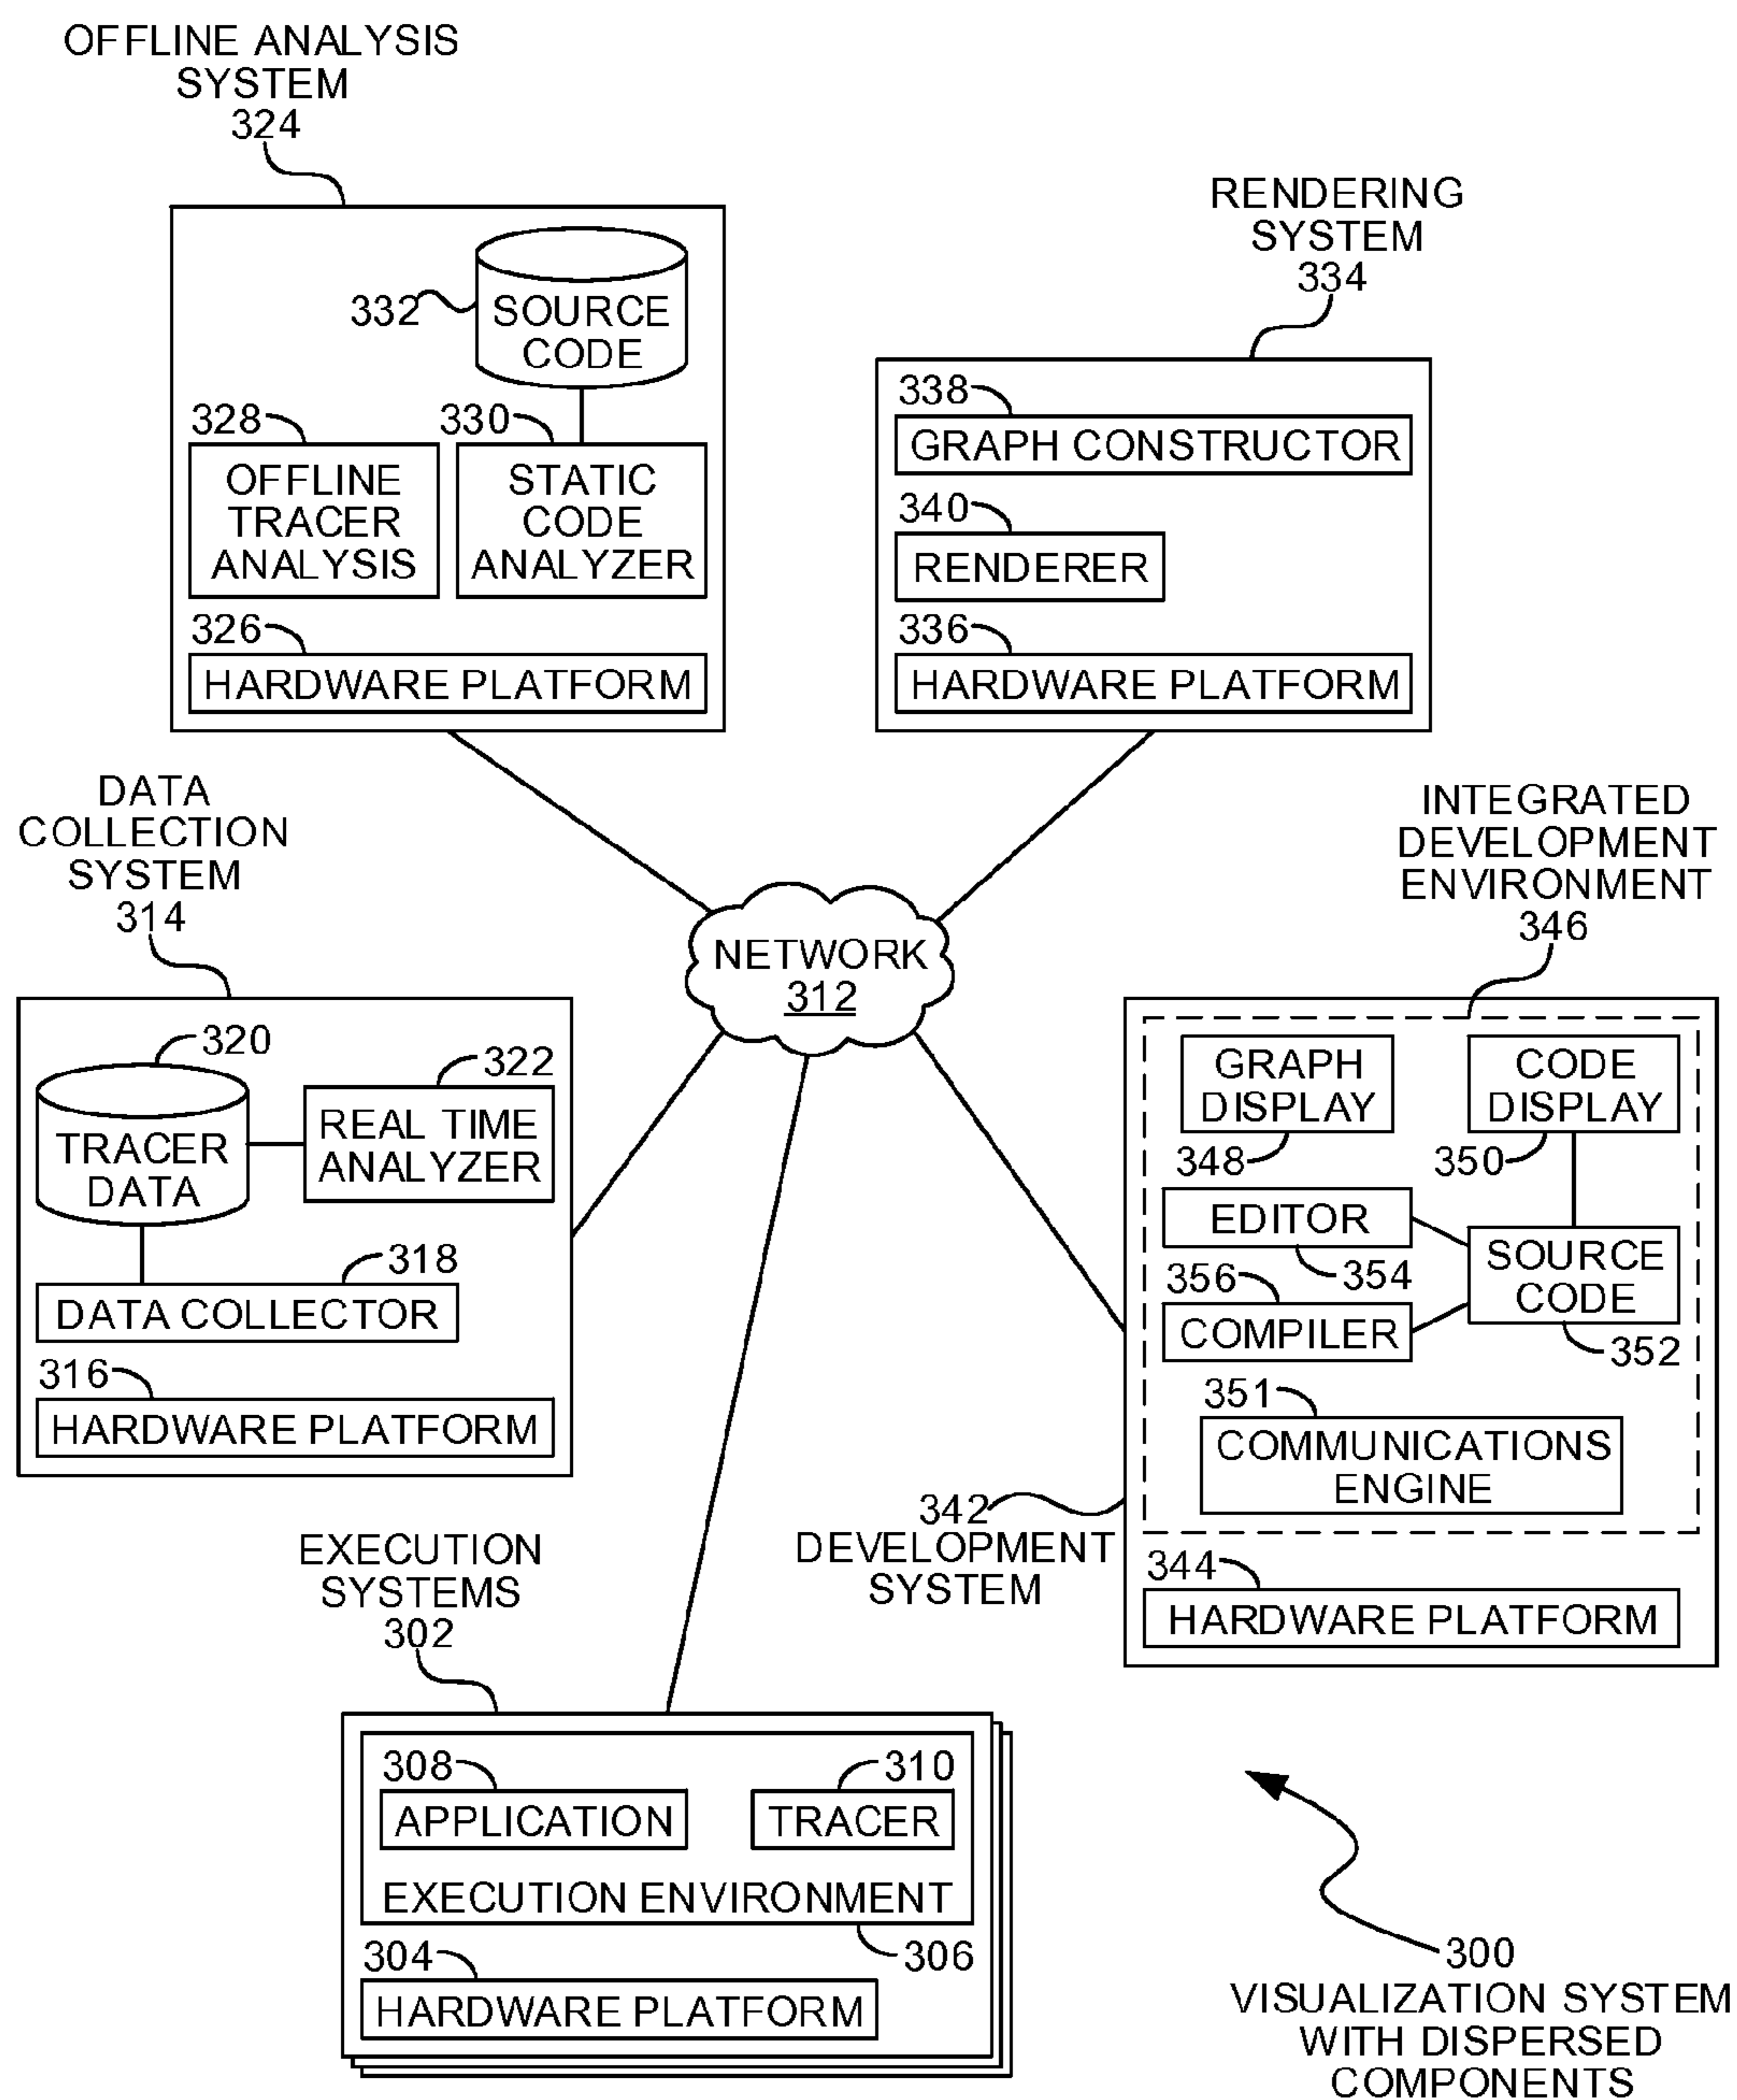 OFFLINE ANALYSIS
SYSTEM
324
332
SOURCE
CODE
328
330
OFFLINE
TRACER
ANALYSIS
STATIC
CODE
ANALYZER
326
HARDWARE PLATFORM
RENDERING
SYSTEM
334
338
GRAPH CONSTRUCTOR
340
RENDERER
336
HARDWARE PLATFORM
DATA
COLLECTION
SYSTEM
314
320
322
TRACER
DATA
REAL TIME
ANALYZER
318
DATA COLLECTOR
316
HARDWARE PLATFORM
NETWORK
312
INTEGRATED
DEVELOPMENT
ENVIRONMENT
346
GRAPH
DISPLAY
348
CODE
DISPLAY
350
EDITOR
354
SOURCE
CODE
352
356
COMPILER
351
COMMUNICATIONS
ENGINE
342
DEVELOPMENT
SYSTEM
344
HARDWARE PLATFORM
EXECUTION
SYSTEMS
302
308
APPLICATION
310
TRACER
EXECUTION ENVIRONMENT
306
304
HARDWARE PLATFORM
300
VISUALIZATION SYSTEM
WITH DISPERSED
COMPONENTS